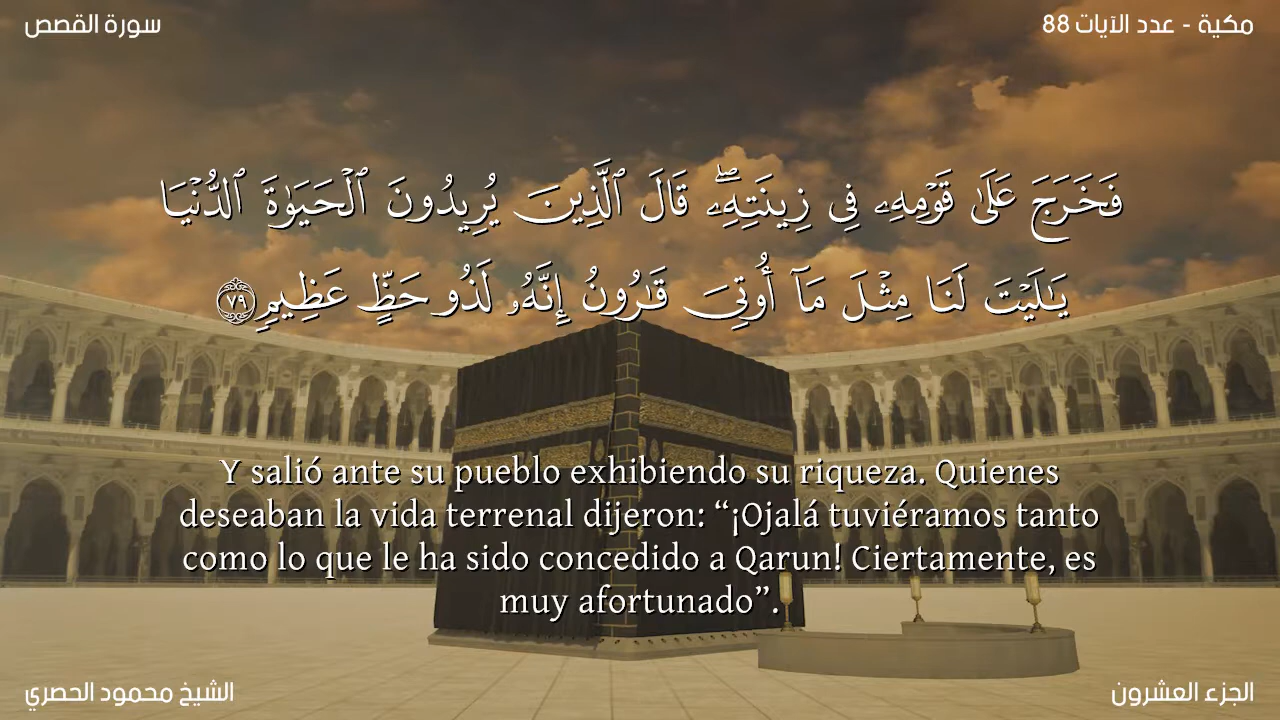 سورة القصص
مكية - عدد الآيات 88
فَخَرَجَ عَلَىٰ قَوْمِهِۦ فِى زِينَتِهِۦۖ قَالَ ٱلَّذِينَ يُرِيدُونَ ٱلْحَيَوٰةَ ٱلدُّنْيَا
يَـٰلَيْتَ لَنَا مِثْلَ مَآ أُوتِىَ قَـٰرُونُ إِنَّهُۥ لَذُو حَظٍّ عَظِيمٍ ٧٩
Y salió ante su pueblo exhibiendo su riqueza. Quienes
deseaban la vida terrenal dijeron: “¡Ojalá tuviéramos tanto
como lo que le ha sido concedido a Qarun! Ciertamente, es
muy afortunado”.
الشيخ محمود الحصري
الجزء العشرون